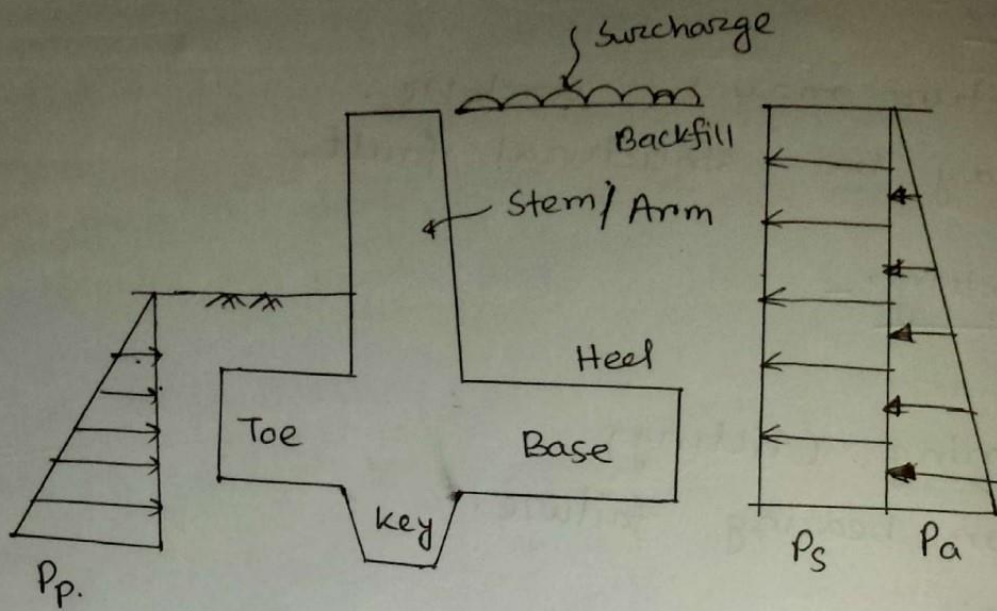 Surcharge
Backfill
Stem/ Arm
Heel
Toe
Base
Key
Pp.
Ps
Pa